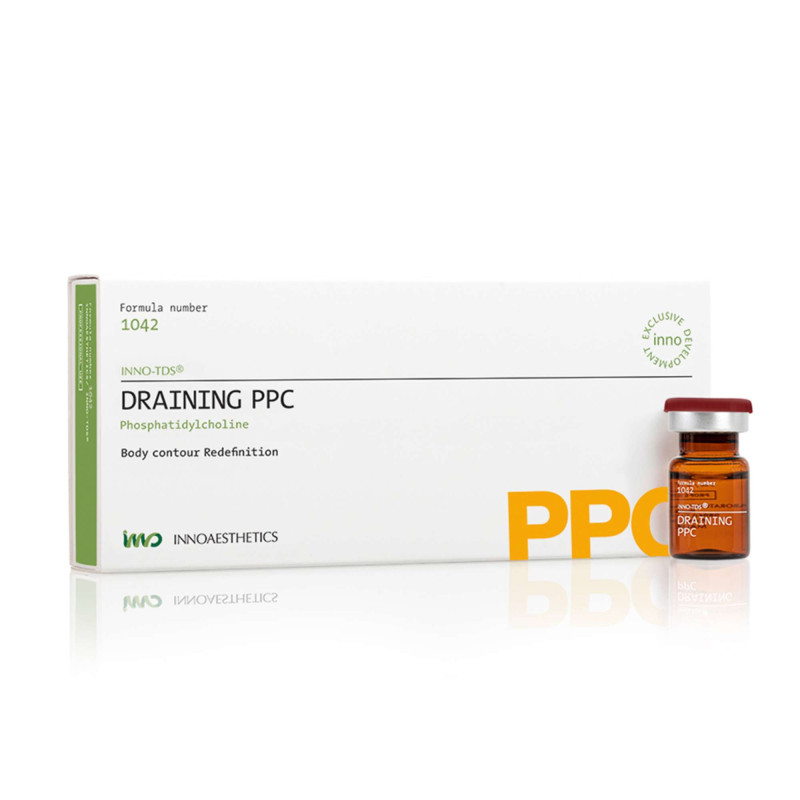 Formula number
1042
INNO-TDS®
DRAINING PPC
Phosphatidylcholine
Body contour Redefinition
inno INNOAESTHETICS
EXCLUSIVE DEVELOPMENT
inno
PPC
Formula number
1042
INNO-TDS®
DRAINING
PPC